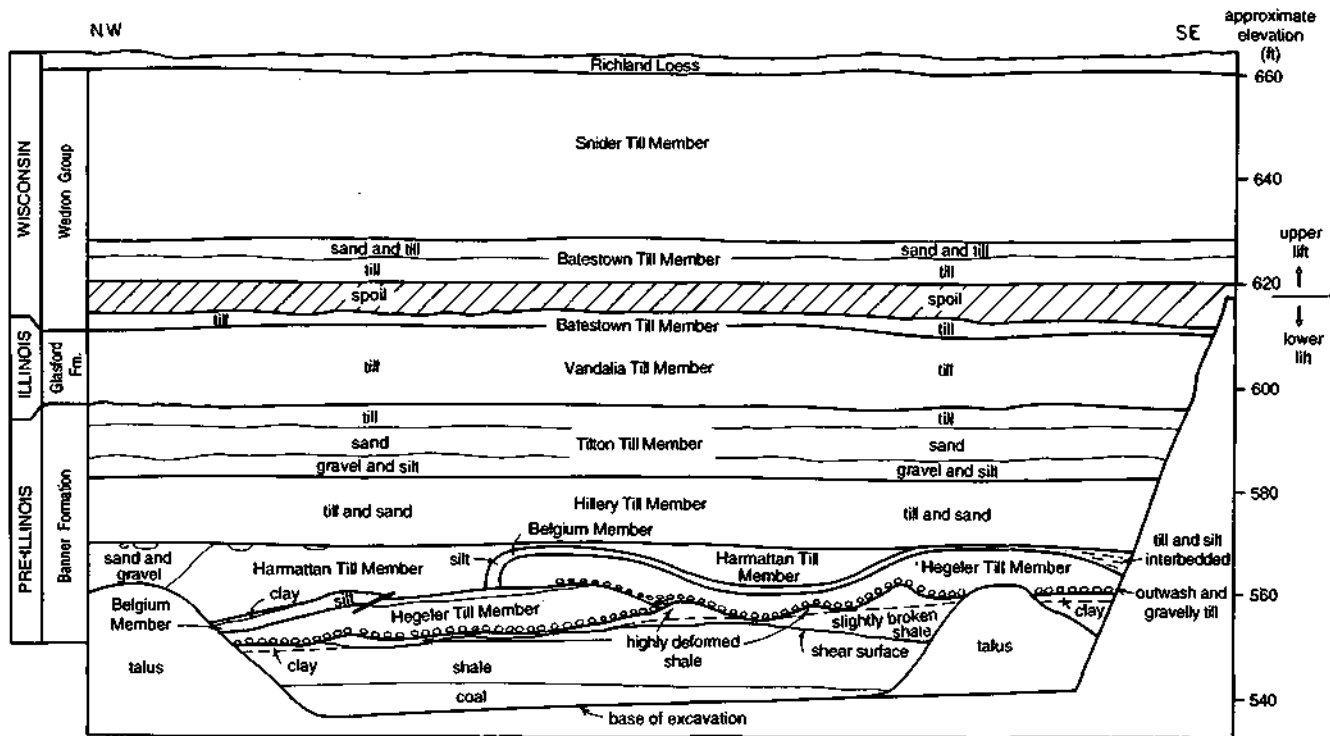 NW
SE
approximate
elevation
(ft)
Richland Loess
660
WISCONSIN
Wedron Group
Snider Till Member
640
sand and till
sand and till
Batestown Till Member
till
till
upper
lift
620
spoil
spoil
till
Batestown Till Member
till
lower
lift
ILLINOIS
Glasford
Fm.
till
Vandalia Till Member
till
600
till
till
Tilton Till Member
sand
sand
gravel and silt
gravel and silt
580
PRE-ILLINOIS
Banner Formation
Hillery Till Member
till and sand
till and sand
Belgium Member
sand and
gravel
silt
Harmattan Till Member
Harmattan Till
Member
till and silt
interbedded
Hegeler Till Member
clay
silt
Belgium
Member
Hegeler Till Member
560
outwash and
gravelly till
clay
slightly broken
shale
highly deformed
shale
shear surface
talus
clay
shale
talus
coal
540
base of excavation